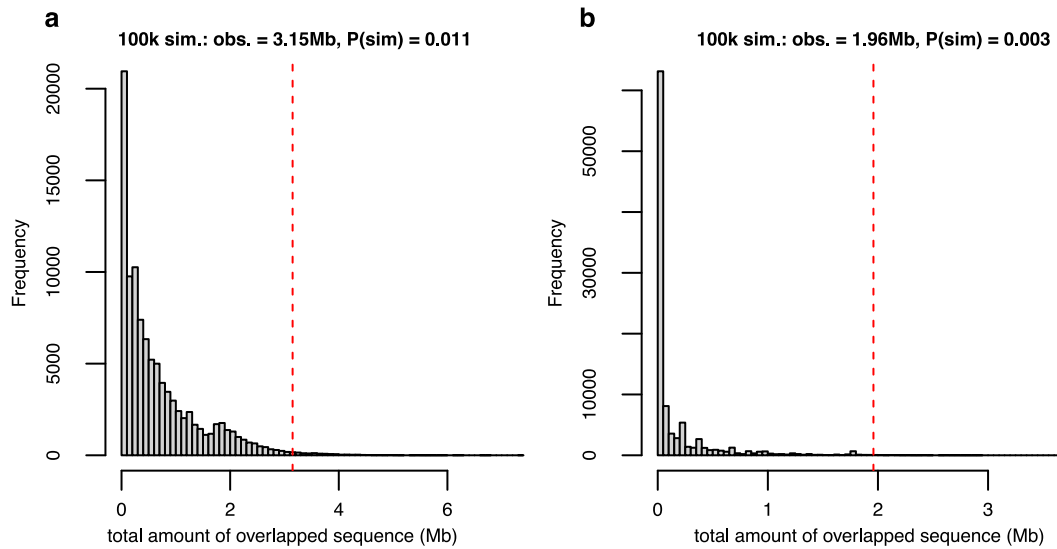 a
100k sim.: obs. = 3.15Mb, P(sim) = 0.011
Frequency
20000
15000
10000
5000
0
0 2 4 6
total amount of overlapped sequence (Mb)
b
100k sim.: obs. = 1.96Mb, P(sim) = 0.003
Frequency
50000
30000
10000
0
0 1 2 3
total amount of overlapped sequence (Mb)